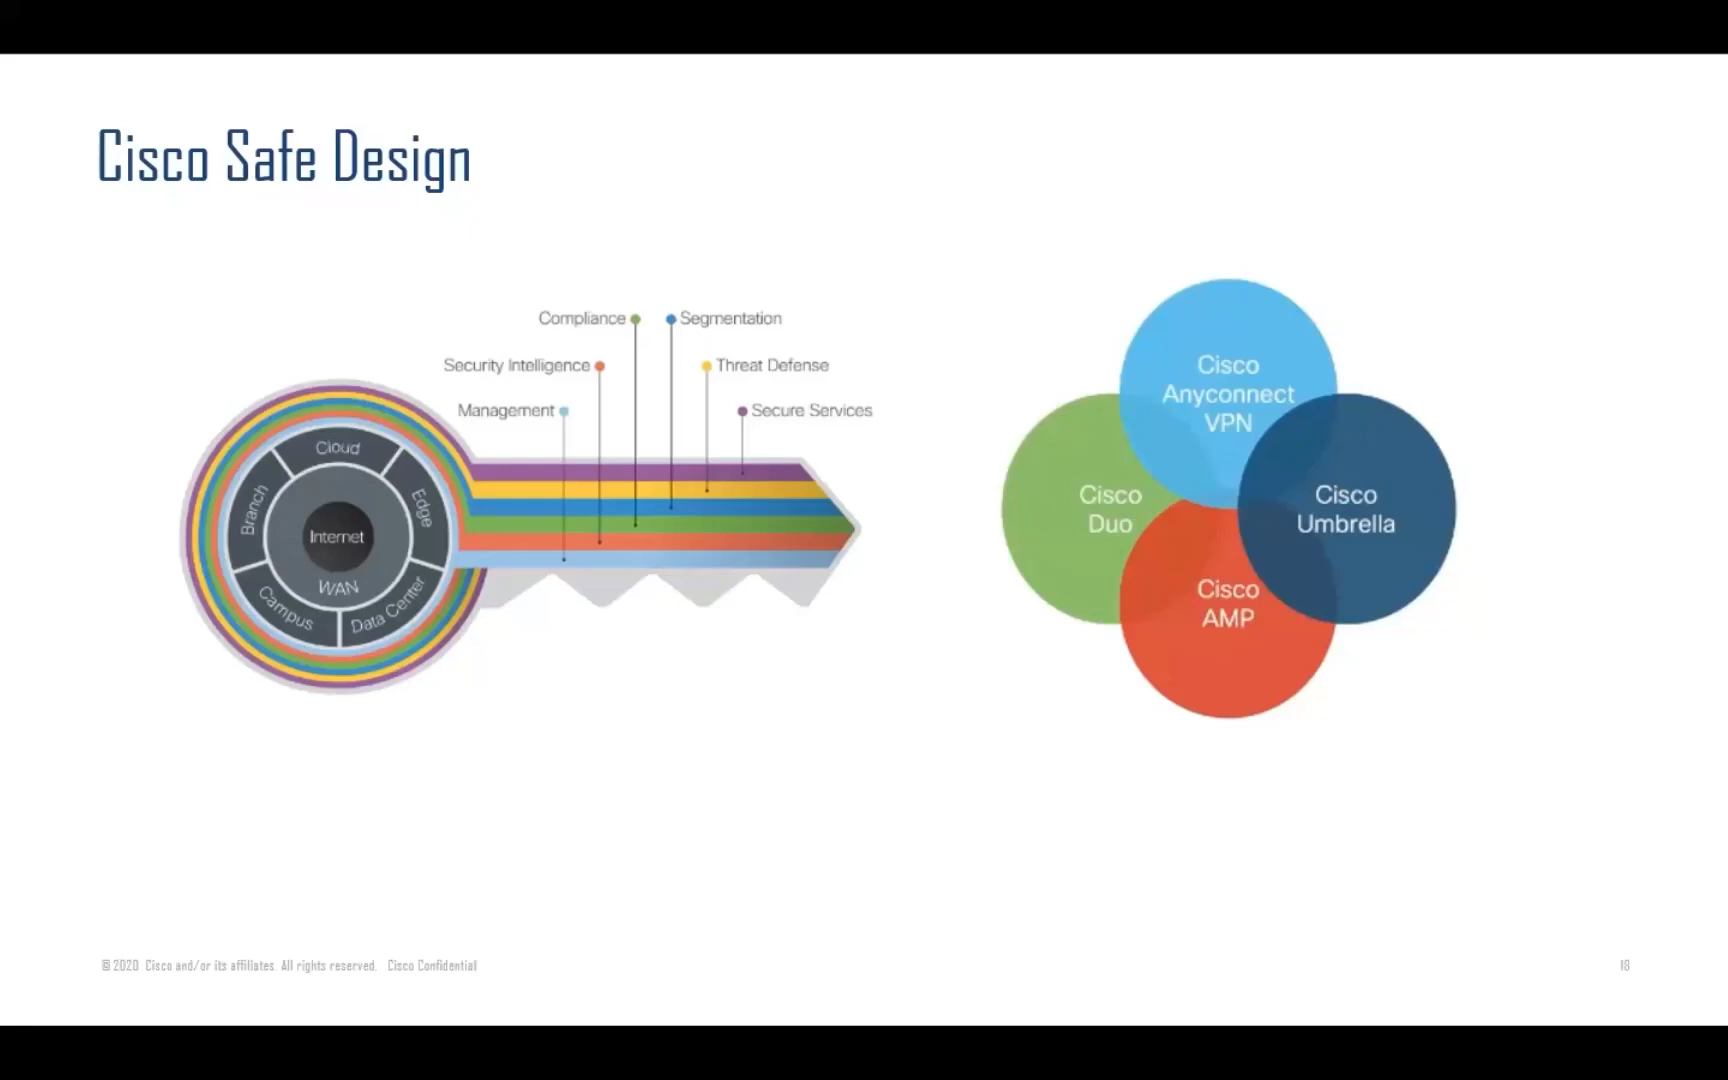 Cisco Safe Design
Compliance
Segmentation
Security Intelligence
Threat Defense
Management
Secure Services
Cloud
Branch
Edge
Internet
WAN
Campus
Data Center
Cisco
Anyconnect
VPN
Cisco
Duo
Cisco
Umbrella
Cisco
AMP
© 2020 Cisco and/or its affiliates. All rights reserved. Cisco Confidential
18